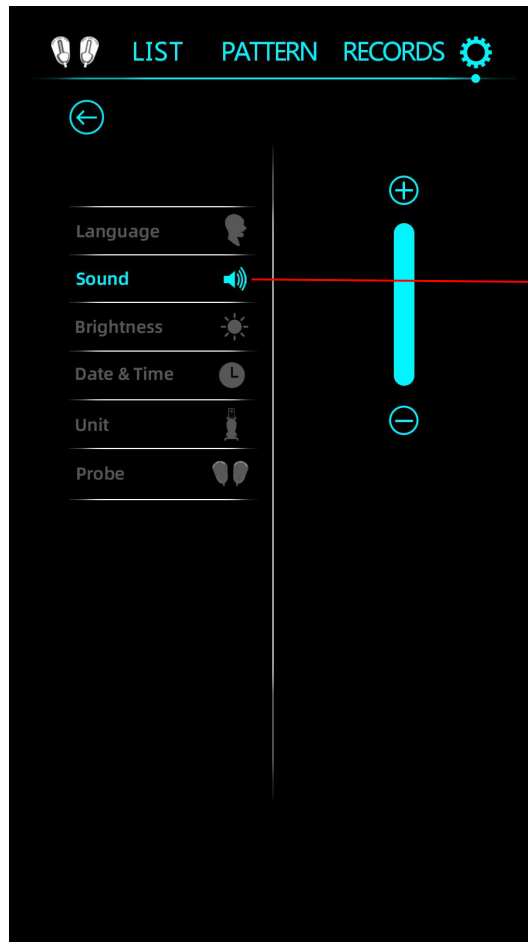 LIST PATTERN RECORDS
Language
Sound
Brightness
Date & Time
Unit
Probe